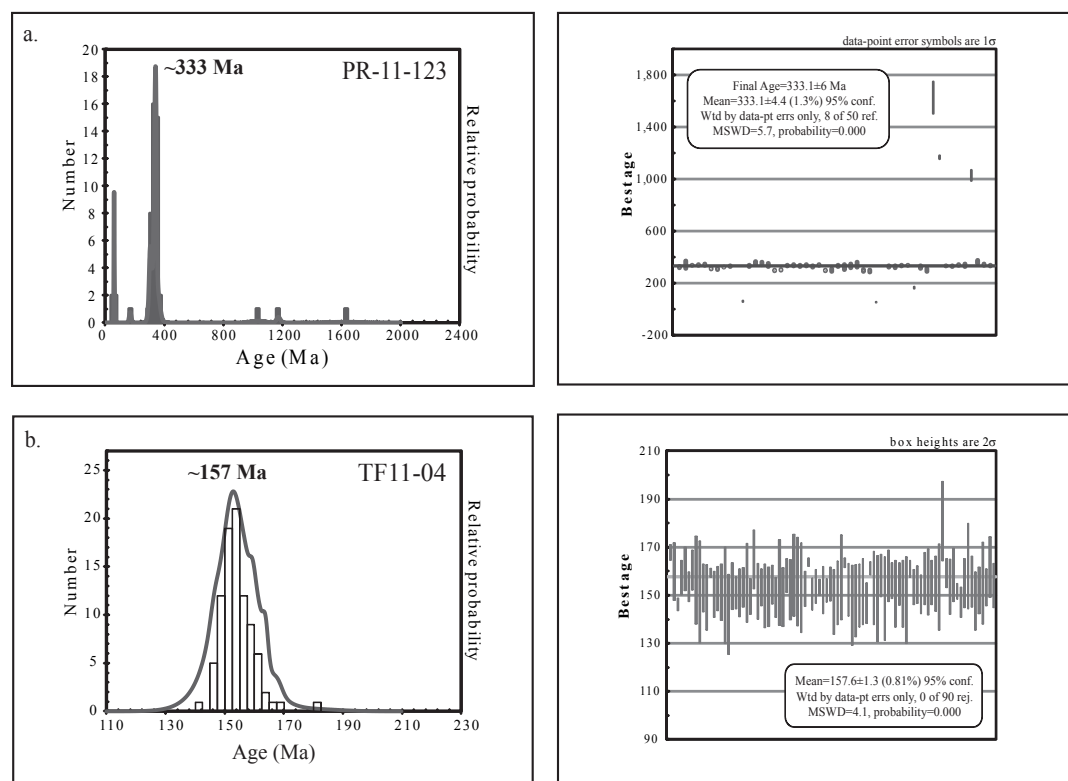 a.
~333 Ma
PR-11-123
20
18
16
14
12
10
8
6
4
2
0
Number
Relative probability
0 400 800 1200 1600 2000 2400
Age (Ma)
data-point error symbols are 1σ
1,800
1,400
1,000
600
200
-200
Bestage
Final Age=333.1±6 Ma
Mean=333.1±4.4 (1.3%) 95% conf.
Wtd by data-pt errs only, 8 of 50 ref.
MSWD=5.7, probability=0.000
b.
~157 Ma
TF11-04
25
20
15
10
5
0
Number
Relative probability
110 130 150 170 190 210 230
Age (Ma)
box heights are 2σ
210
190
170
150
130
110
90
Bestage
Mean=157.6±1.3 (0.81%) 95% conf.
Wtd by data-pt errs only, 0 of 90 rej.
MSWD=4.1, probability=0.000